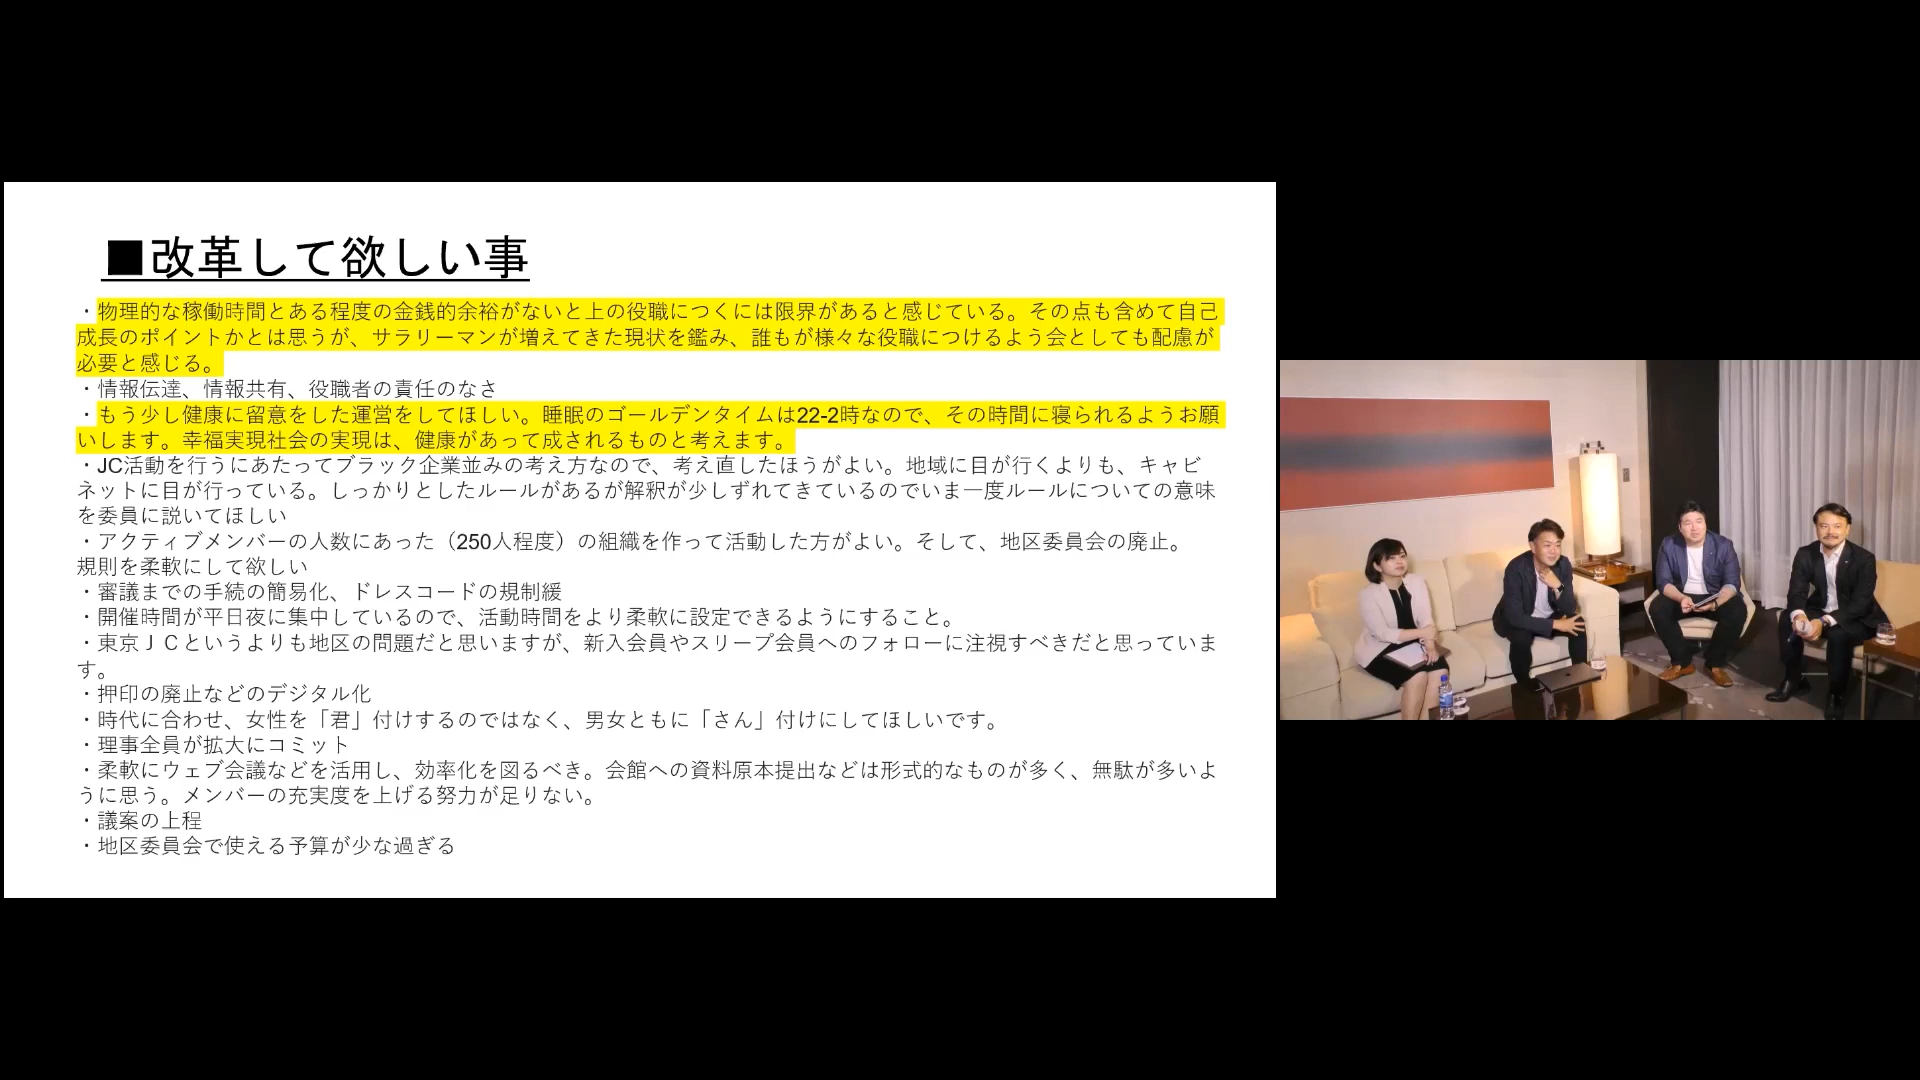 ■改革して欲しい事
・物理的な稼働時間とある程度の金銭的余裕がないと上の役職につくには限界があると感じている。その点も含めて自己
成長のポイントかとは思うが、サラリーマンが増えてきた現状を鑑み、誰もが様々な役職につけるよう会としても配慮が
必要と感じる。
・情報伝達、情報共有、役職者の責任のなさ
・もう少し健康に留意をした運営をしてほしい。睡眠のゴールデンタイムは22-2時なので、その時間に寝られるようお願
いします。幸福実現社会の実現は、健康があって成されるものと考えます。
・JC活動を行うにあたってブラック企業並みの考え方なので、考え直したほうがよい。地域に目が行くよりも、キャビ
ネットに目が行っている。しっかりとしたルールがあるが解釈が少しずれてきているのでいま一度ルールについての意味
を委員に説いてほしい
・アクティブメンバーの人数にあった（250人程度）の組織を作って活動した方がよい。そして、地区委員会の廃止。
規則を柔軟にして欲しい
・審議までの手続の簡易化、ドレスコードの規制緩
・開催時間が平日夜に集中しているので、活動時間をより柔軟に設定できるようにすること。
・東京ＪＣというよりも地区の問題だと思いますが、新入会員やスリープ会員へのフォローに注視すべきだと思っていま
す。
・押印の廃止などのデジタル化
・時代に合わせ、女性を「君」付けするのではなく、男女ともに「さん」付けにしてほしいです。
・理事全員が拡大にコミット
・柔軟にウェブ会議などを活用し、効率化を図るべき。会館への資料原本提出などは形式的なものが多く、無駄が多いよ
うに思う。メンバーの充実度を上げる努力が足りない。
・議案の上程
・地区委員会で使える予算が少な過ぎる